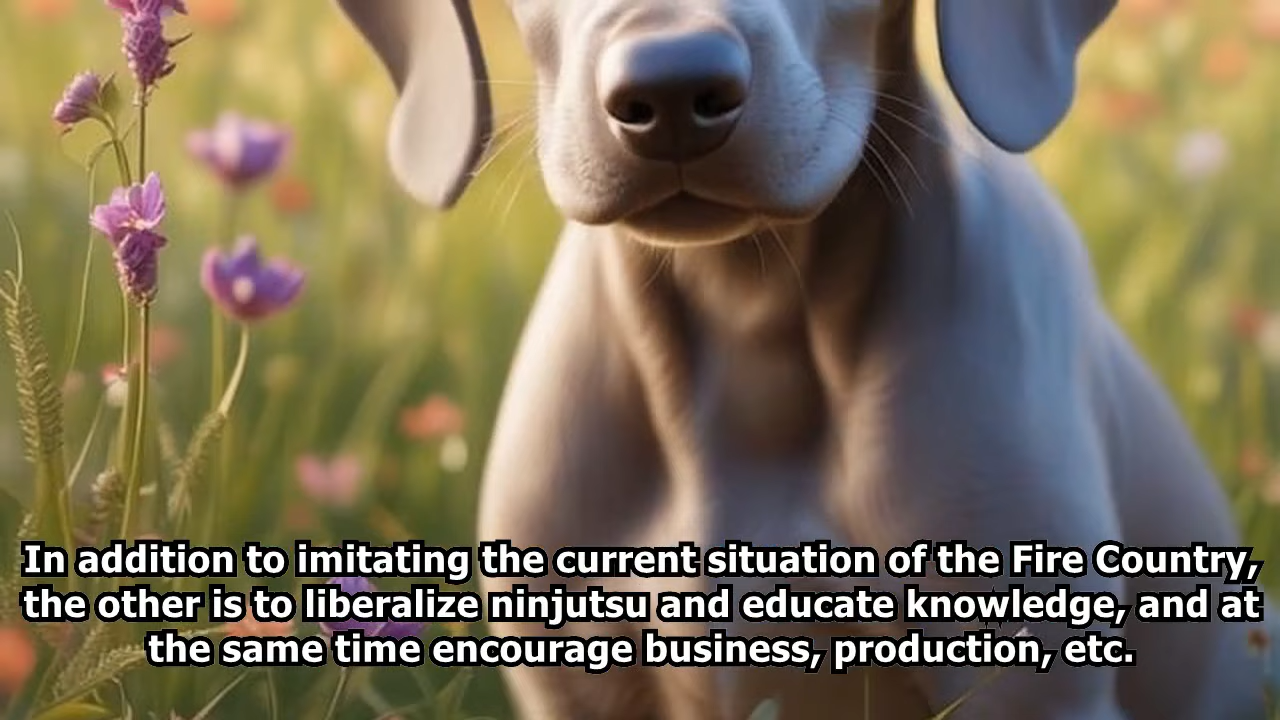 In addition to imitating the current situation of the Fire Country,
the other is to liberalize ninjutsu and educate knowledge, and at
the same time encourage business, production, etc.